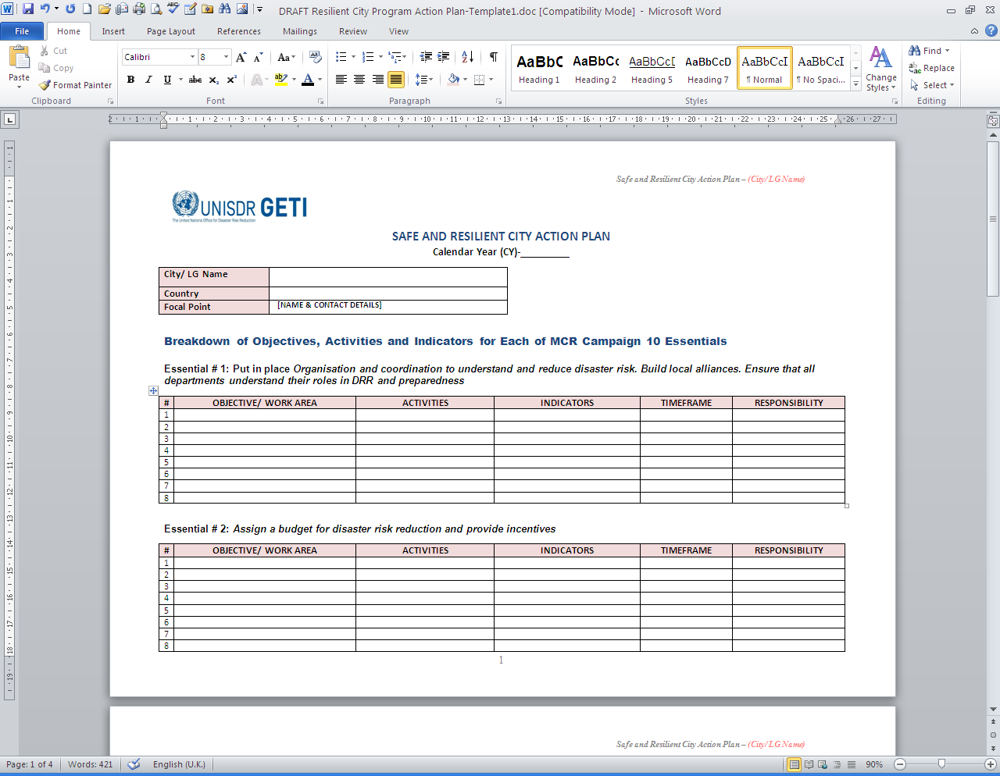 DRAFT Resilient City Program Action Plan-Template1.doc [Compatibility Mode] - Microsoft Word
File Home Insert Page Layout References Mailings Review View
Paste
Cut
Copy
Format Painter
Clipboard
Calibri 8
Font
Paragraph
AaBbC AaBbCc AaBbCcD AaBbCcD AaBbCcI AaBbCcI
Heading 1 Heading 2 Heading 5 Heading 7 ¶ Normal ¶ No Spaci...
Change Styles
Styles
Find
Replace
Select
Editing
Safe and Resilient City Action Plan – (City/ LG Name)
UNISDR GETI
The United Nations Office for Disaster Risk Reduction
SAFE AND RESILIENT CITY ACTION PLAN
Calendar Year (CY)-__________
City/ LG Name
Country
Focal Point [NAME & CONTACT DETAILS]
Breakdown of Objectives, Activities and Indicators for Each of MCR Campaign 10 Essentials
Essential # 1: Put in place Organisation and coordination to understand and reduce disaster risk. Build local alliances. Ensure that all
departments understand their roles in DRR and preparedness
# OBJECTIVE/ WORK AREA ACTIVITIES INDICATORS TIMEFRAME RESPONSIBILITY
1
2
3
4
5
6
7
8
Essential # 2: Assign a budget for disaster risk reduction and provide incentives
# OBJECTIVE/ WORK AREA ACTIVITIES INDICATORS TIMEFRAME RESPONSIBILITY
1
2
3
4
5
6
7
8
1
Safe and Resilient City Action Plan – (City/ LG Name)
Page: 1 of 4 Words: 421 English (U.K.) 90%